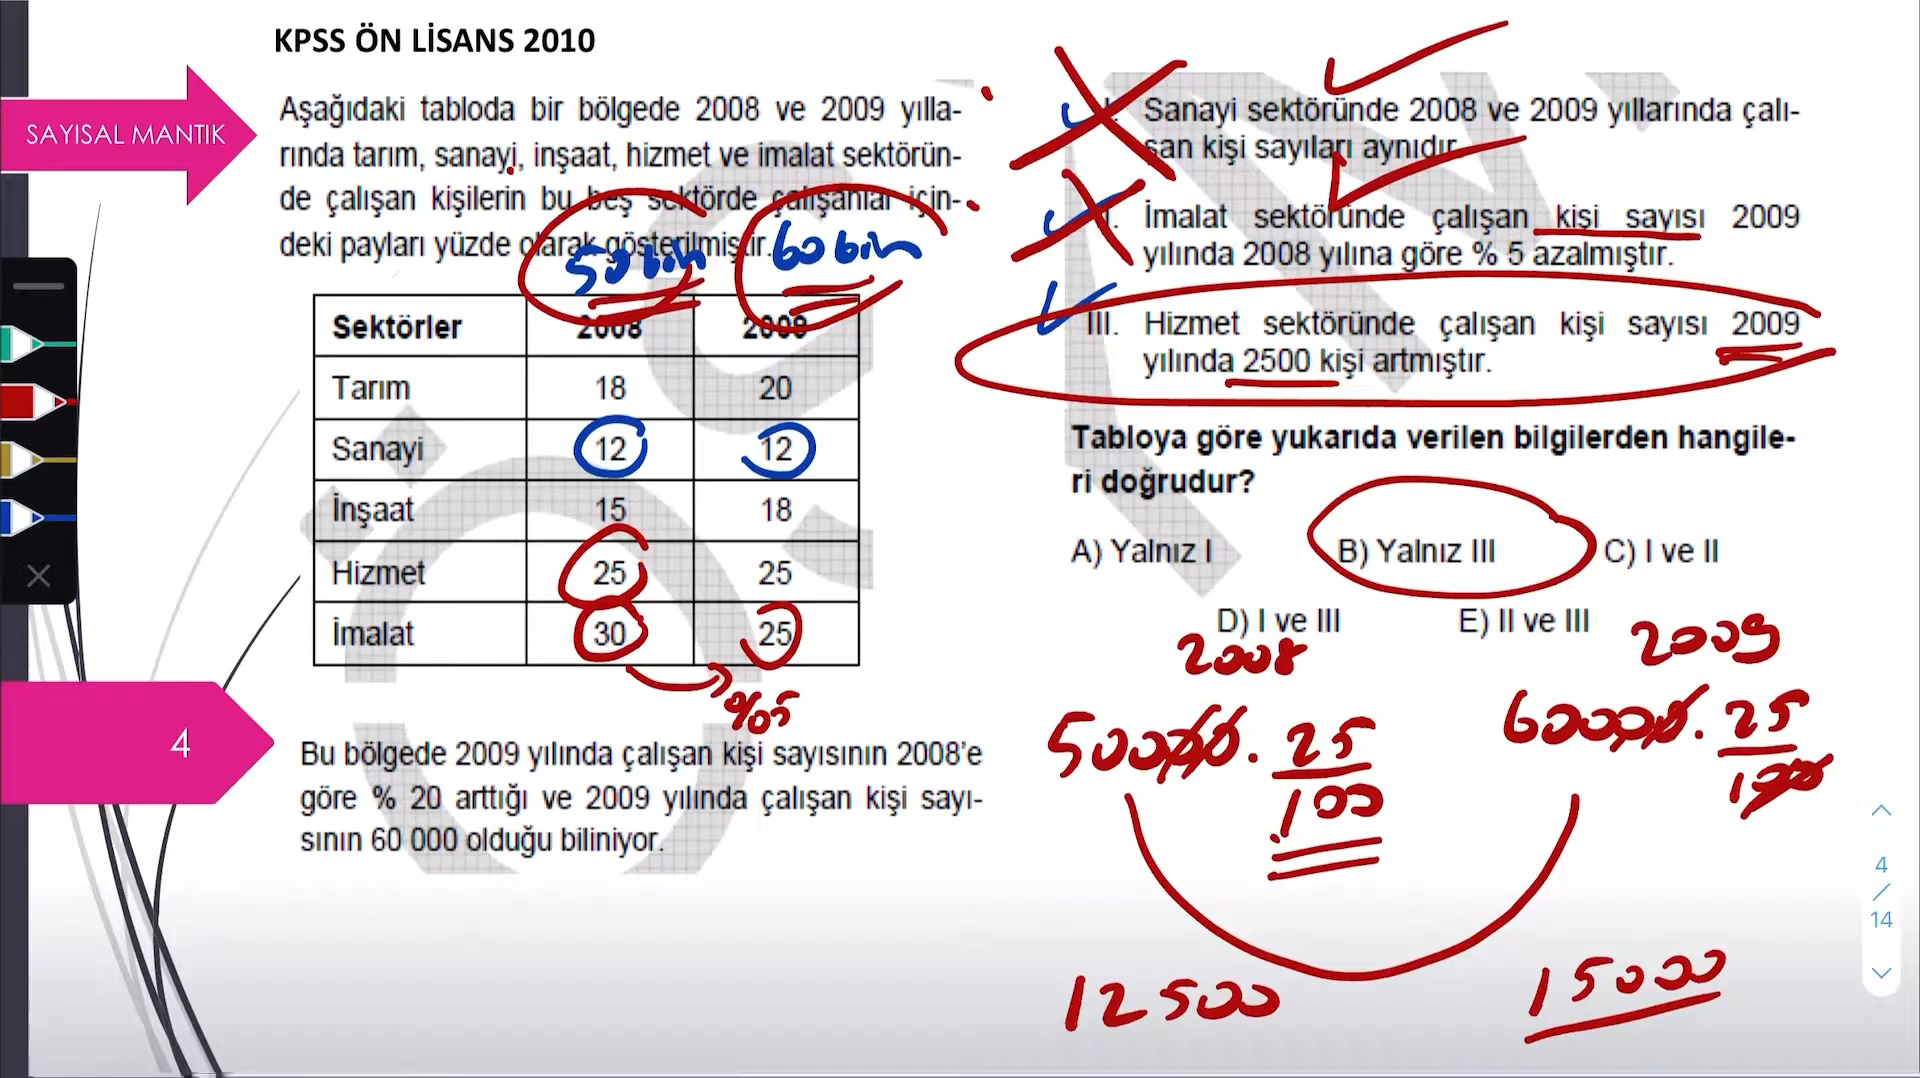 KPSS ÖN LİSANS 2010
SAYISAL MANTIK
Aşağıdaki tabloda bir bölgede 2008 ve 2009 yılla-
rında tarım, sanayi, inşaat, hizmet ve imalat sektörün-
de çalışan kişilerin bu beş sektörde çalışanlar için-
deki payları yüzde olarak gösterilmiştir.
50 bin 60 bin
Sektörler 2008 2009
Tarım 18 20
Sanayi 12 12
İnşaat 15 18
Hizmet 25 25
İmalat 30 25
%5
4
Bu bölgede 2009 yılında çalışan kişi sayısının 2008'e
göre % 20 arttığı ve 2009 yılında çalışan kişi sayı-
sının 60 000 olduğu biliniyor.
I. Sanayi sektöründe 2008 ve 2009 yıllarında çalı-
şan kişi sayıları aynıdır.
II. İmalat sektöründe çalışan kişi sayısı 2009
yılında 2008 yılına göre % 5 azalmıştır.
III. Hizmet sektöründe çalışan kişi sayısı 2009
yılında 2500 kişi artmıştır.
Tabloya göre yukarıda verilen bilgilerden hangile-
ri doğrudur?
A) Yalnız I B) Yalnız III C) I ve II
D) I ve III E) II ve III
2008 2009
50000 . 25 60000 . 25
100 100
12500 15000
4
/
14